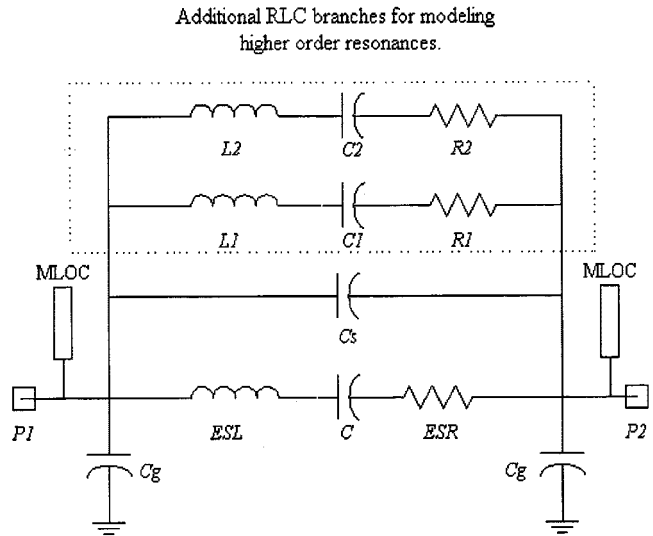 Additional RLC branches for modeling
higher order resonances.
L2 C2 R2
L1 C1 R1
MLOC MLOC
Cs
P1 ESL C ESR P2
Cg Cg